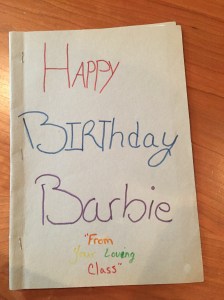 HAPPY
BIRThday
Barbie
"From
Your Loving
Class"